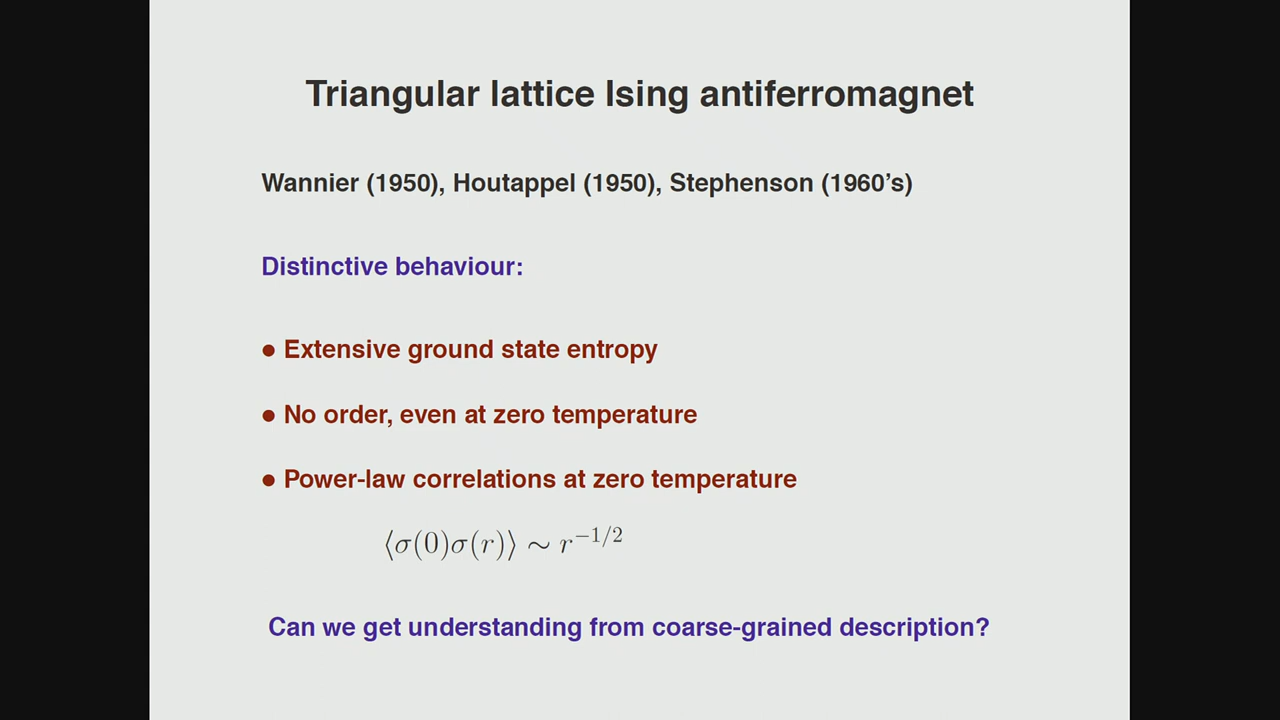 Triangular lattice Ising antiferromagnet
Wannier (1950), Houtappel (1950), Stephenson (1960’s)
Distinctive behaviour:
● Extensive ground state entropy
● No order, even at zero temperature
● Power-law correlations at zero temperature
⟨σ(0)σ(r)⟩ ∼ r^{−1/2}
Can we get understanding from coarse-grained description?